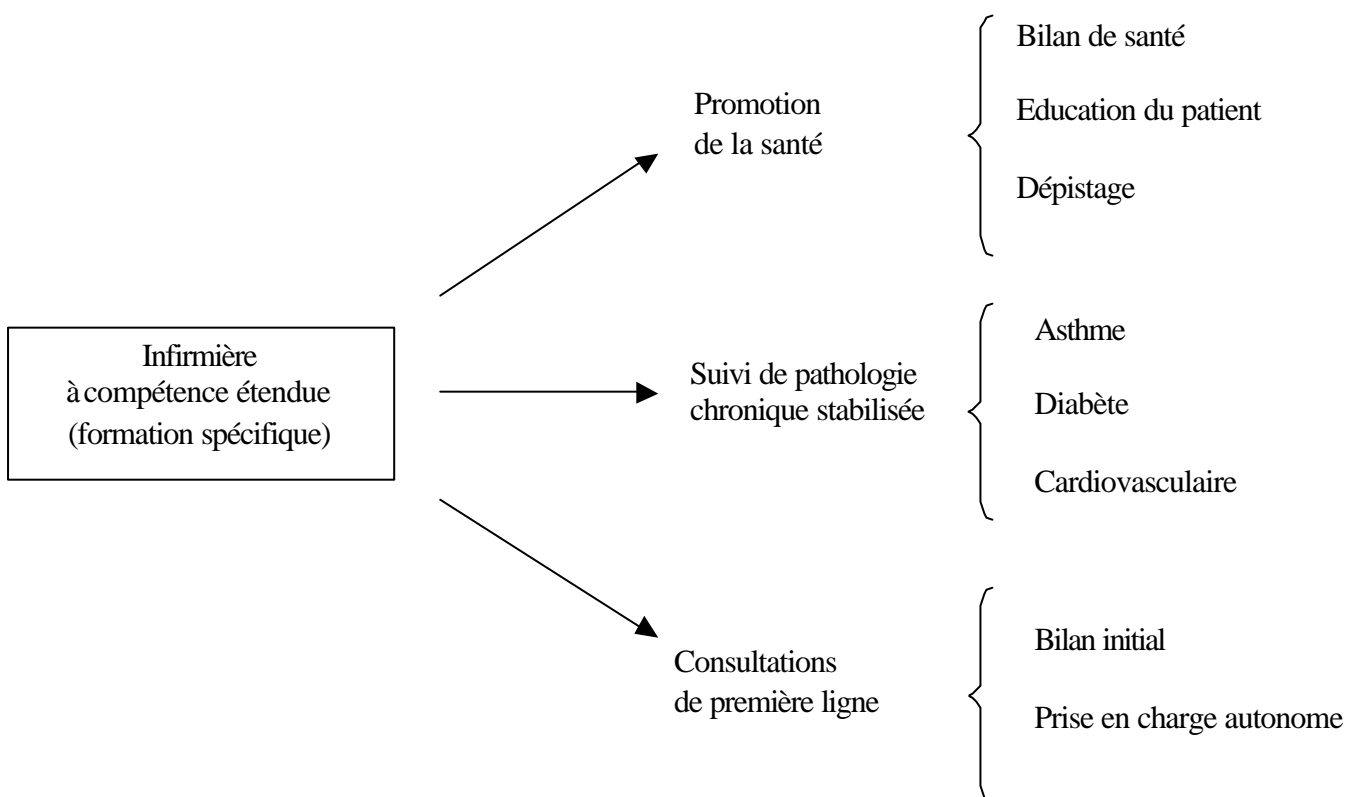 Infirmière
à compétence étendue
(formation spécifique)
Promotion
de la santé
Bilan de santé
Education du patient
Dépistage
Suivi de pathologie
chronique stabilisée
Asthme
Diabète
Cardiovasculaire
Consultations
de première ligne
Bilan initial
Prise en charge autonome